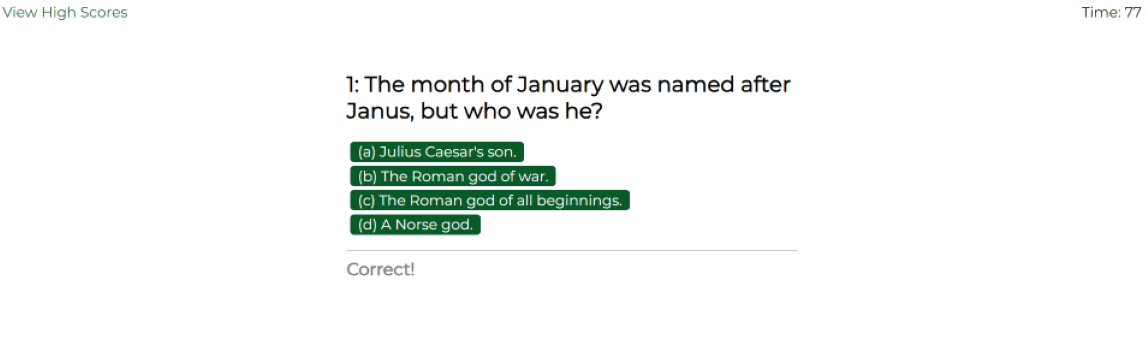 View High Scores
Time: 77
1: The month of January was named after
Janus, but who was he?
(a) Julius Caesar's son.
(b) The Roman god of war.
(c) The Roman god of all beginnings.
(d) A Norse god.
Correct!